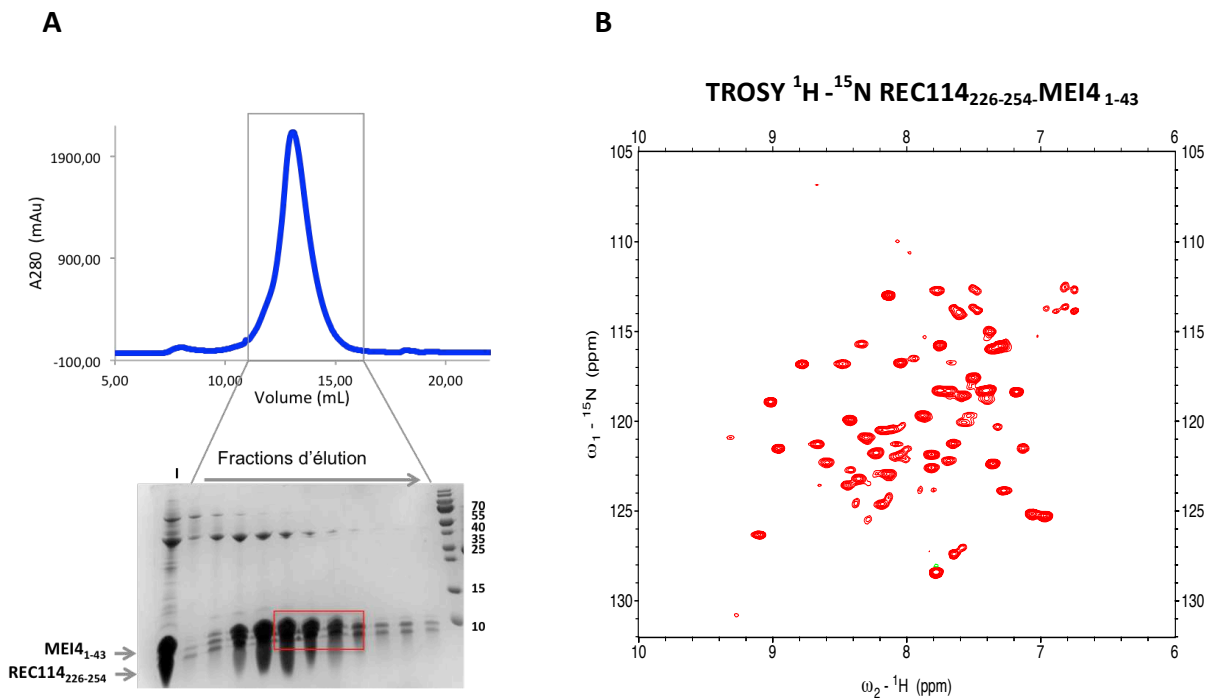 A
B
TROSY ¹H -¹⁵N REC114₂₂₆₋₂₅₄-MEI4 ₁₋₄₃
A280 (mAu)
1900,00
900,00
-100,00
5,00 10,00 15,00 20,00
Volume (mL)
I
Fractions d'élution
70
55
40
35
25
15
10
MEI4₁₋₄₃
REC114₂₂₆₋₂₅₄
10 9 8 7 6
105 105
110 110
115 115
120 120
125 125
130 130
ω₁ - ¹⁵N (ppm)
10 9 8 7 6
ω₂ - ¹H (ppm)